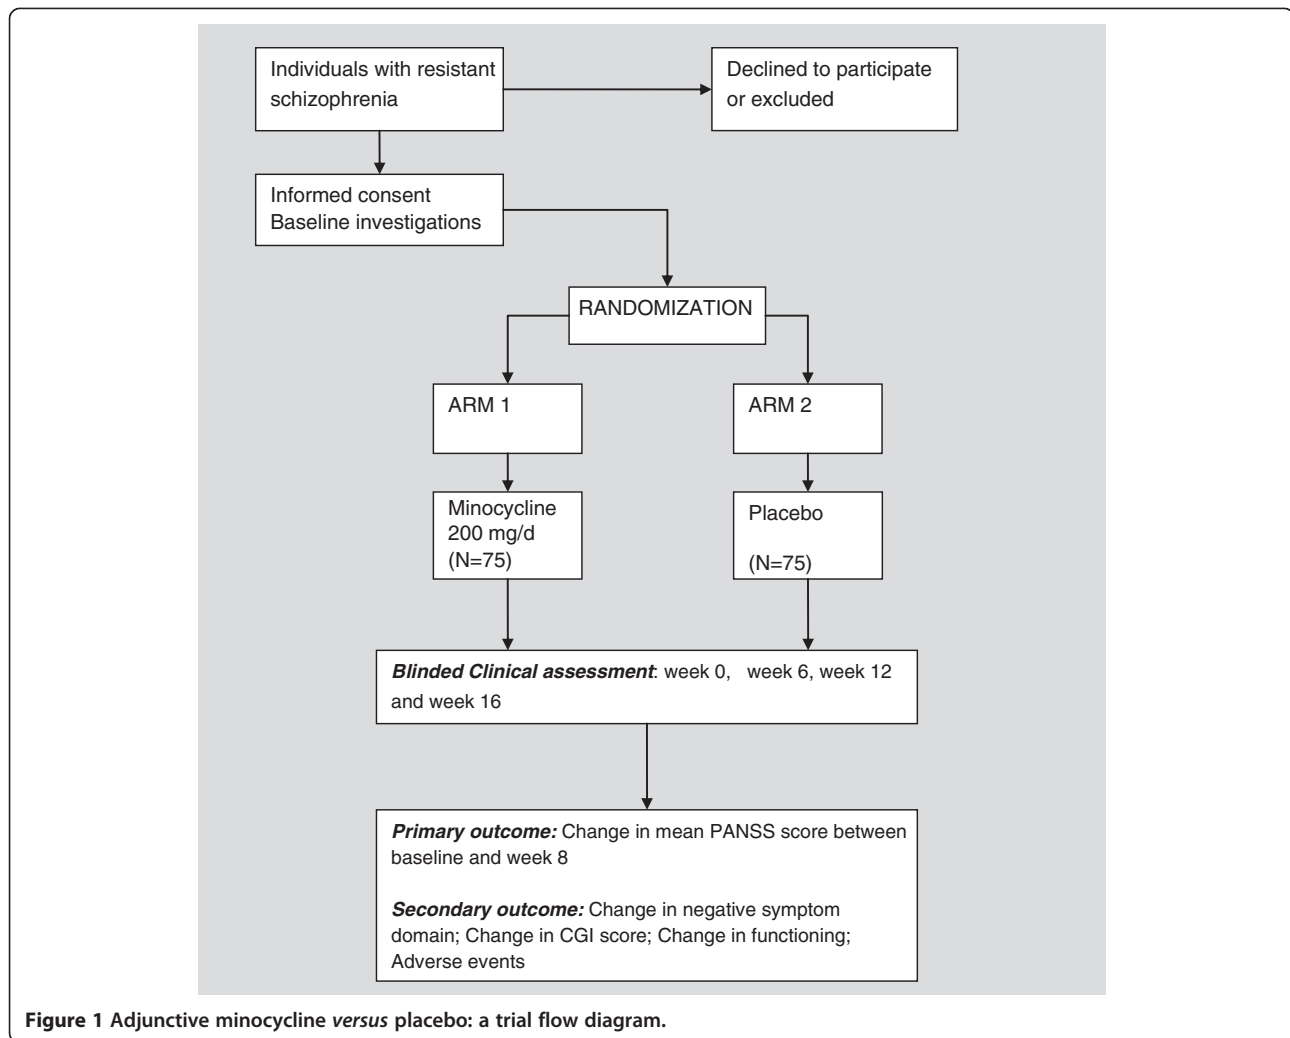 Individuals with resistant
schizophrenia
Declined to participate
or excluded
Informed consent
Baseline investigations
RANDOMIZATION
ARM 1
ARM 2
Minocycline
200 mg/d
(N=75)
Placebo
(N=75)
Blinded Clinical assessment: week 0, week 6, week 12
and week 16
Primary outcome: Change in mean PANSS score between
baseline and week 8
Secondary outcome: Change in negative symptom
domain; Change in CGI score; Change in functioning;
Adverse events
Figure 1 Adjunctive minocycline versus placebo: a trial flow diagram.